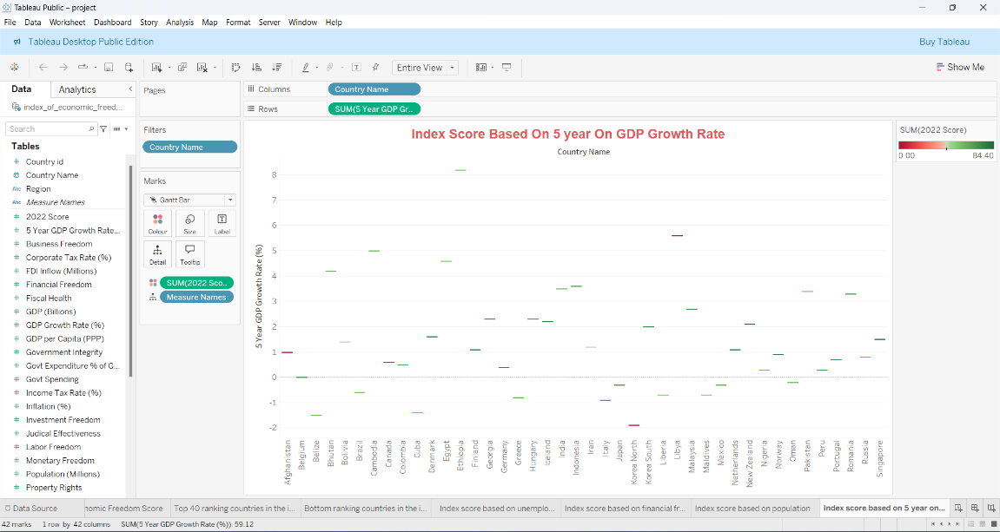 Tableau Public – project
File Data Worksheet Dashboard Story Analysis Map Format Server Window Help
Tableau Desktop Public Edition
Buy Tableau
Entire View
Show Me
Data Analytics
index_of_economic_freed...
Search
Tables
Country id
Country Name
Abc Region
Abc Measure Names
2022 Score
5 Year GDP Growth Rate...
Business Freedom
Corporate Tax Rate (%)
FDI Inflow (Millions)
Financial Freedom
Fiscal Health
GDP (Billions)
GDP Growth Rate (%)
GDP per Capita (PPP)
Government Integrity
Govt Expenditure % of G...
Govt Spending
Income Tax Rate (%)
Inflation (%)
Investment Freedom
Judical Effectiveness
Labor Freedom
Monetary Freedom
Population (Millions)
Property Rights
Pages
Filters
Country Name
Marks
Gantt Bar
Colour Size Label
Detail Tooltip
SUM(2022 Sco..
Measure Names
Columns
Country Name
Rows
SUM(5 Year GDP Gr..
Index Score Based On 5 year On GDP Growth Rate
Country Name
5 Year GDP Growth Rate (%)
8
7
6
5
4
3
2
1
0
-1
-2
Afghanistan
Belgium
Belize
Bhutan
Bolivia
Brazil
Cambodia
Canada
Colombia
Cuba
Denmark
Egypt
Ethiopia
Finland
Georgia
Germany
Greece
Hungary
Iceland
India
Indonesia
Iran
Italy
Japan
Korea North
Korea South
Liberia
Libya
Malaysia
Maldives
Mexico
Netherlands
New Zealand
Nigeria
Norway
Oman
Pakistan
Peru
Portugal
Romania
Russia
Singapore
SUM(2022 Score)
0.00 84.40
Data Source
nomic Freedom Score
Top 40 ranking countries in the i...
Bottom ranking countries in the i...
Index score based on unemplo...
Index score based on financial fr...
Index score based on population
Index score based on 5 year on...
42 marks 1 row by 42 columns SUM(5 Year GDP Growth Rate (%)): 59.12